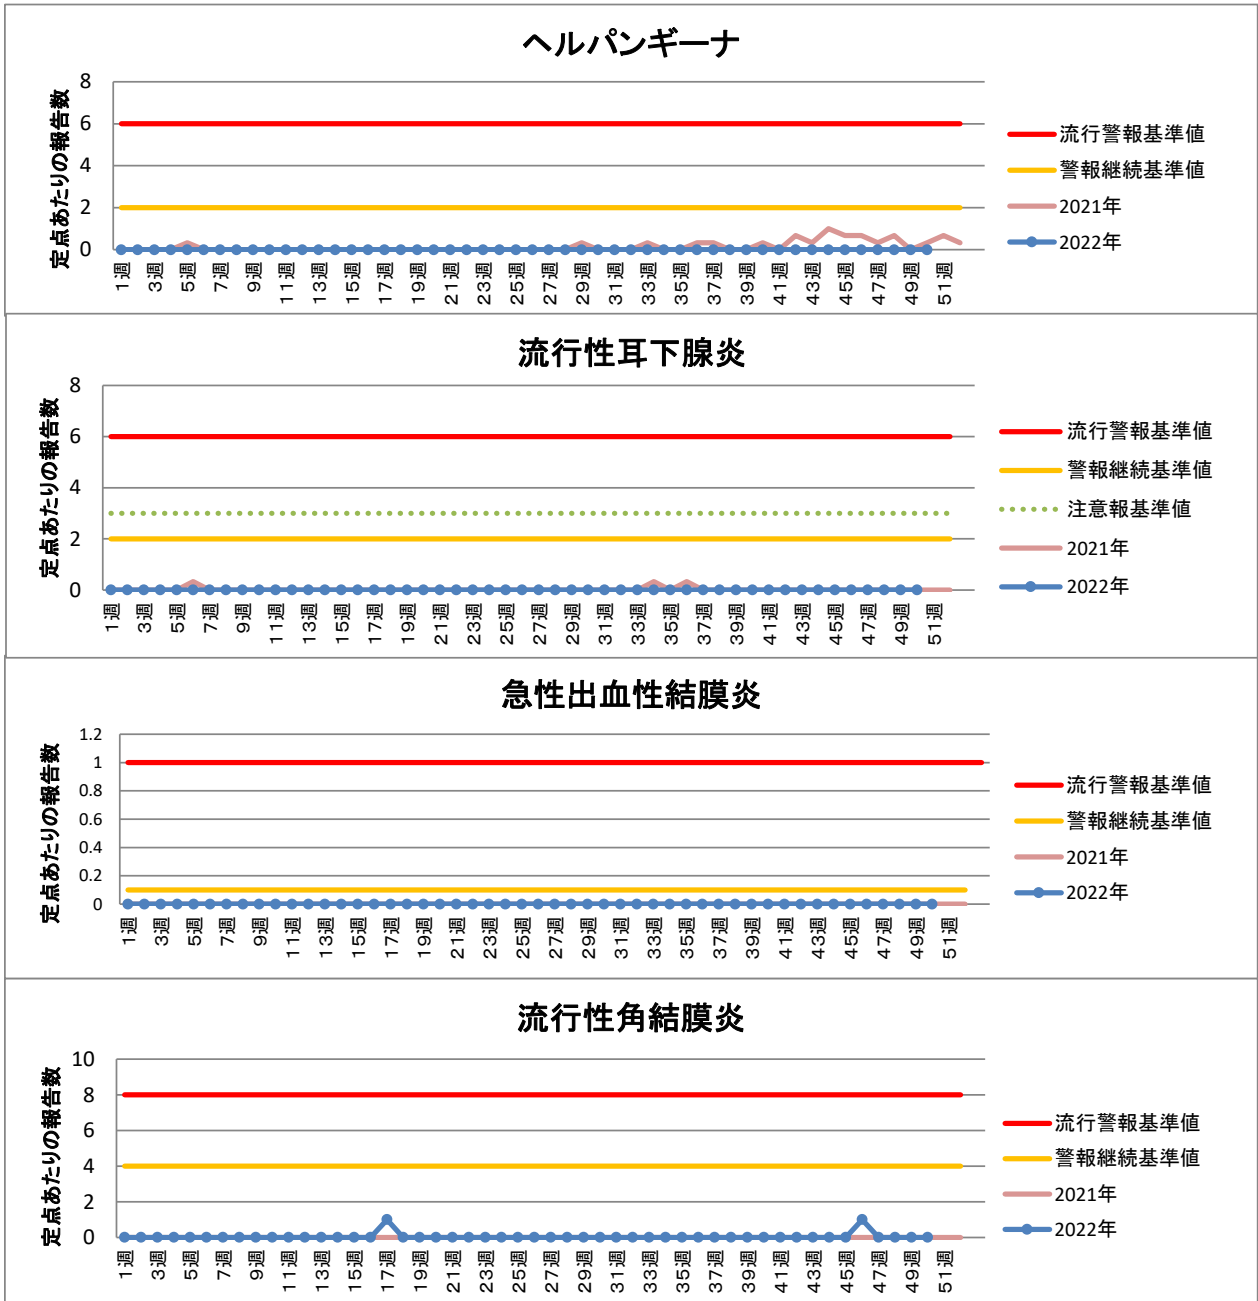 ヘルパンギーナ
定点あたりの報告数
8
6
4
2
0
1週 3週 5週 7週 9週 11週 13週 15週 17週 19週 21週 23週 25週 27週 29週 31週 33週 35週 37週 39週 41週 43週 45週 47週 49週 51週
流行警報基準値
警報継続基準値
2021年
2022年
流行性耳下腺炎
定点あたりの報告数
8
6
4
2
0
1週 3週 5週 7週 9週 11週 13週 15週 17週 19週 21週 23週 25週 27週 29週 31週 33週 35週 37週 39週 41週 43週 45週 47週 49週 51週
流行警報基準値
警報継続基準値
注意報基準値
2021年
2022年
急性出血性結膜炎
定点あたりの報告数
1.2
1
0.8
0.6
0.4
0.2
0
1週 3週 5週 7週 9週 11週 13週 15週 17週 19週 21週 23週 25週 27週 29週 31週 33週 35週 37週 39週 41週 43週 45週 47週 49週 51週
流行警報基準値
警報継続基準値
2021年
2022年
流行性角結膜炎
定点あたりの報告数
10
8
6
4
2
0
1週 3週 5週 7週 9週 11週 13週 15週 17週 19週 21週 23週 25週 27週 29週 31週 33週 35週 37週 39週 41週 43週 45週 47週 49週 51週
流行警報基準値
警報継続基準値
2021年
2022年